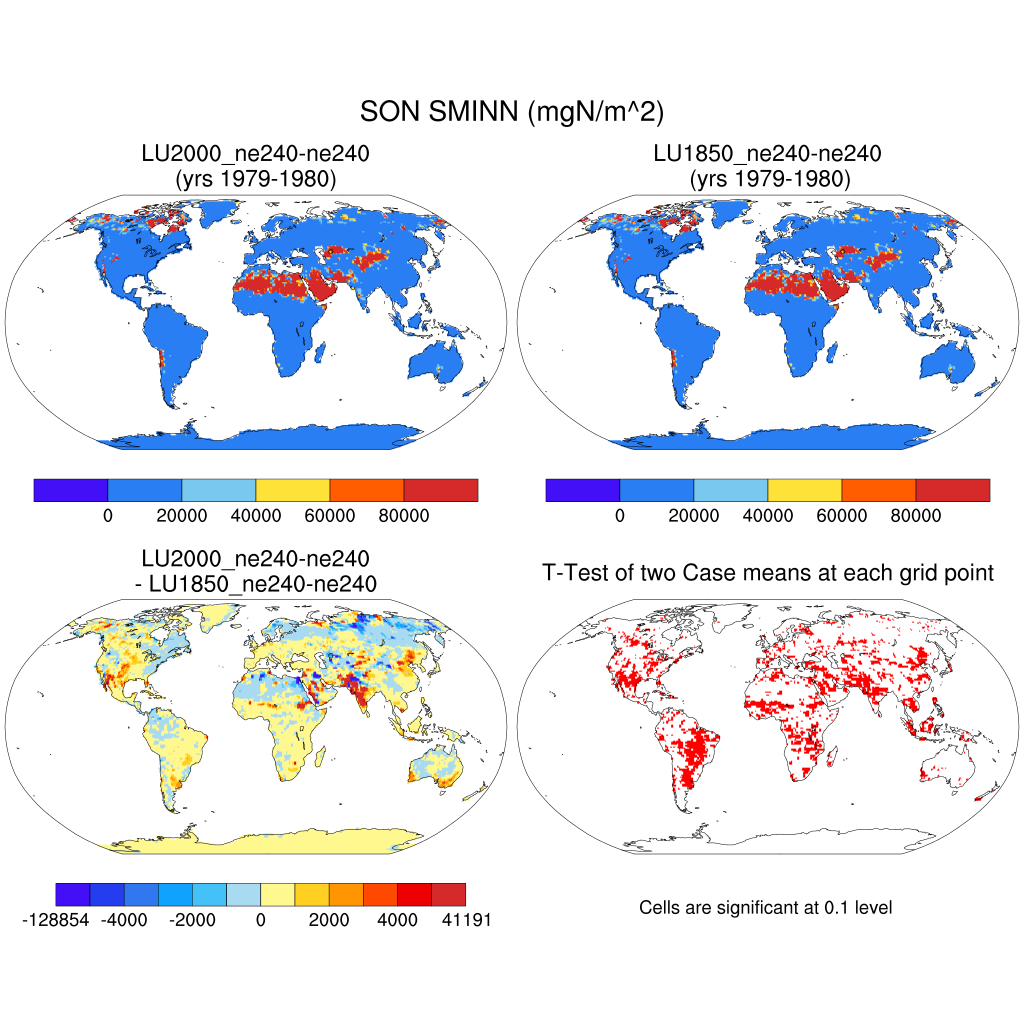 SON SMINN (mgN/m^2)
LU2000_ne240-ne240
(yrs 1979-1980)
LU1850_ne240-ne240
(yrs 1979-1980)
0 20000 40000 60000 80000
0 20000 40000 60000 80000
LU2000_ne240-ne240
- LU1850_ne240-ne240
T-Test of two Case means at each grid point
-128854 -4000 -2000 0 2000 4000 41191
Cells are significant at 0.1 level